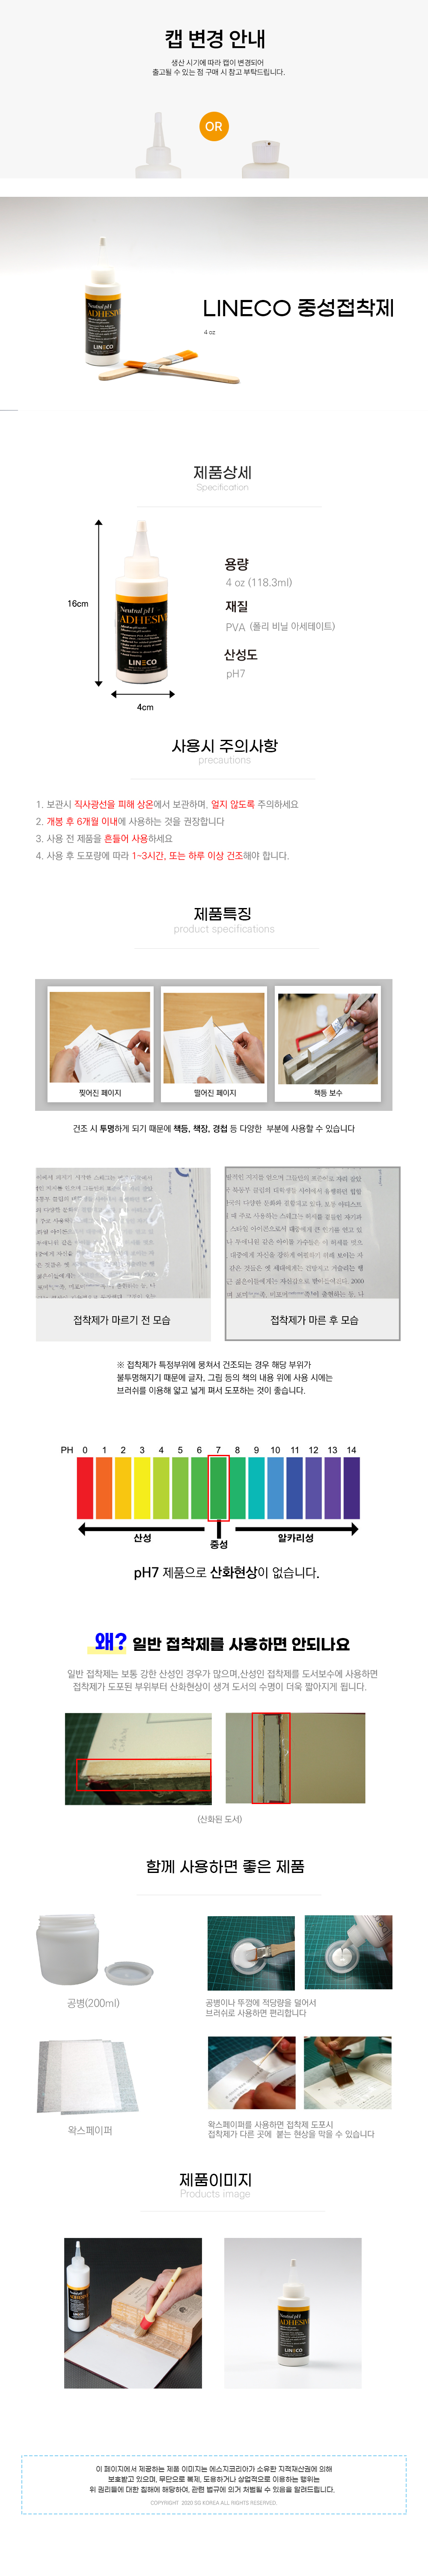 캡 변경 안내
생산 시기에 따라 캡이 변경되어
출고될 수 있는 점 구매 시 참고 부탁드립니다.
OR
Neutral pH
ADHESIVE
LINECO
LINECO 중성접착제
4 oz
제품상세
Specification
16cm
Neutral pH
ADHESIVE
LINECO
4cm
용량
4 oz (118.3ml)
재질
PVA (폴리 비닐 아세테이트)
산성도
pH7
사용시 주의사항
precautions
1. 보관시 직사광선을 피해 상온에서 보관하며, 얼지 않도록 주의하세요
2. 개봉 후 6개월 이내에 사용하는 것을 권장합니다
3. 사용 전 제품을 흔들어 사용하세요
4. 사용 후 도포량에 따라 1~3시간, 또는 하루 이상 건조해야 합니다.
제품특징
product specifications
찢어진 페이지
떨어진 페이지
책등 보수
건조 시 투명하게 되기 때문에 책등, 책장, 경첩 등 다양한 부분에 사용할 수 있습니다
접착제가 마르기 전 모습
접착제가 마른 후 모습
※ 접착제가 특정부위에 뭉쳐서 건조되는 경우 해당 부위가
불투명해지기 때문에 글자, 그림 등의 책의 내용 위에 사용 시에는
브러쉬를 이용해 얇고 넓게 펴서 도포하는 것이 좋습니다.
PH 0 1 2 3 4 5 6 7 8 9 10 11 12 13 14
산성
중성
알카리성
pH7 제품으로 산화현상이 없습니다.
왜? 일반 접착제를 사용하면 안되나요
일반 접착제는 보통 강한 산성인 경우가 많으며,산성인 접착제를 도서보수에 사용하면
접착제가 도포된 부위부터 산화현상이 생겨 도서의 수명이 더욱 짧아지게 됩니다.
(산화된 도서)
함께 사용하면 좋은 제품
공병(200ml)
공병이나 뚜껑에 적당량을 덜어서
브러쉬로 사용하면 편리합니다
왁스페이퍼
왁스페이퍼를 사용하면 접착제 도포시
접착제가 다른 곳에 붙는 현상을 막을 수 있습니다
제품이미지
Products image
Neutral pH
ADHESIVE
LINECO
이 페이지에서 제공하는 제품 이미지는 에스지코리아가 소유한 지적재산권에 의해
보호받고 있으며, 무단으로 복제, 도용하거나 상업적으로 이용하는 행위는
위 권리들에 대한 침해에 해당하며, 관련 법규에 의거 처벌될 수 있음을 알려드립니다.
COPYRIGHT 2020 SG KOREA ALL RIGHTS RESERVED.